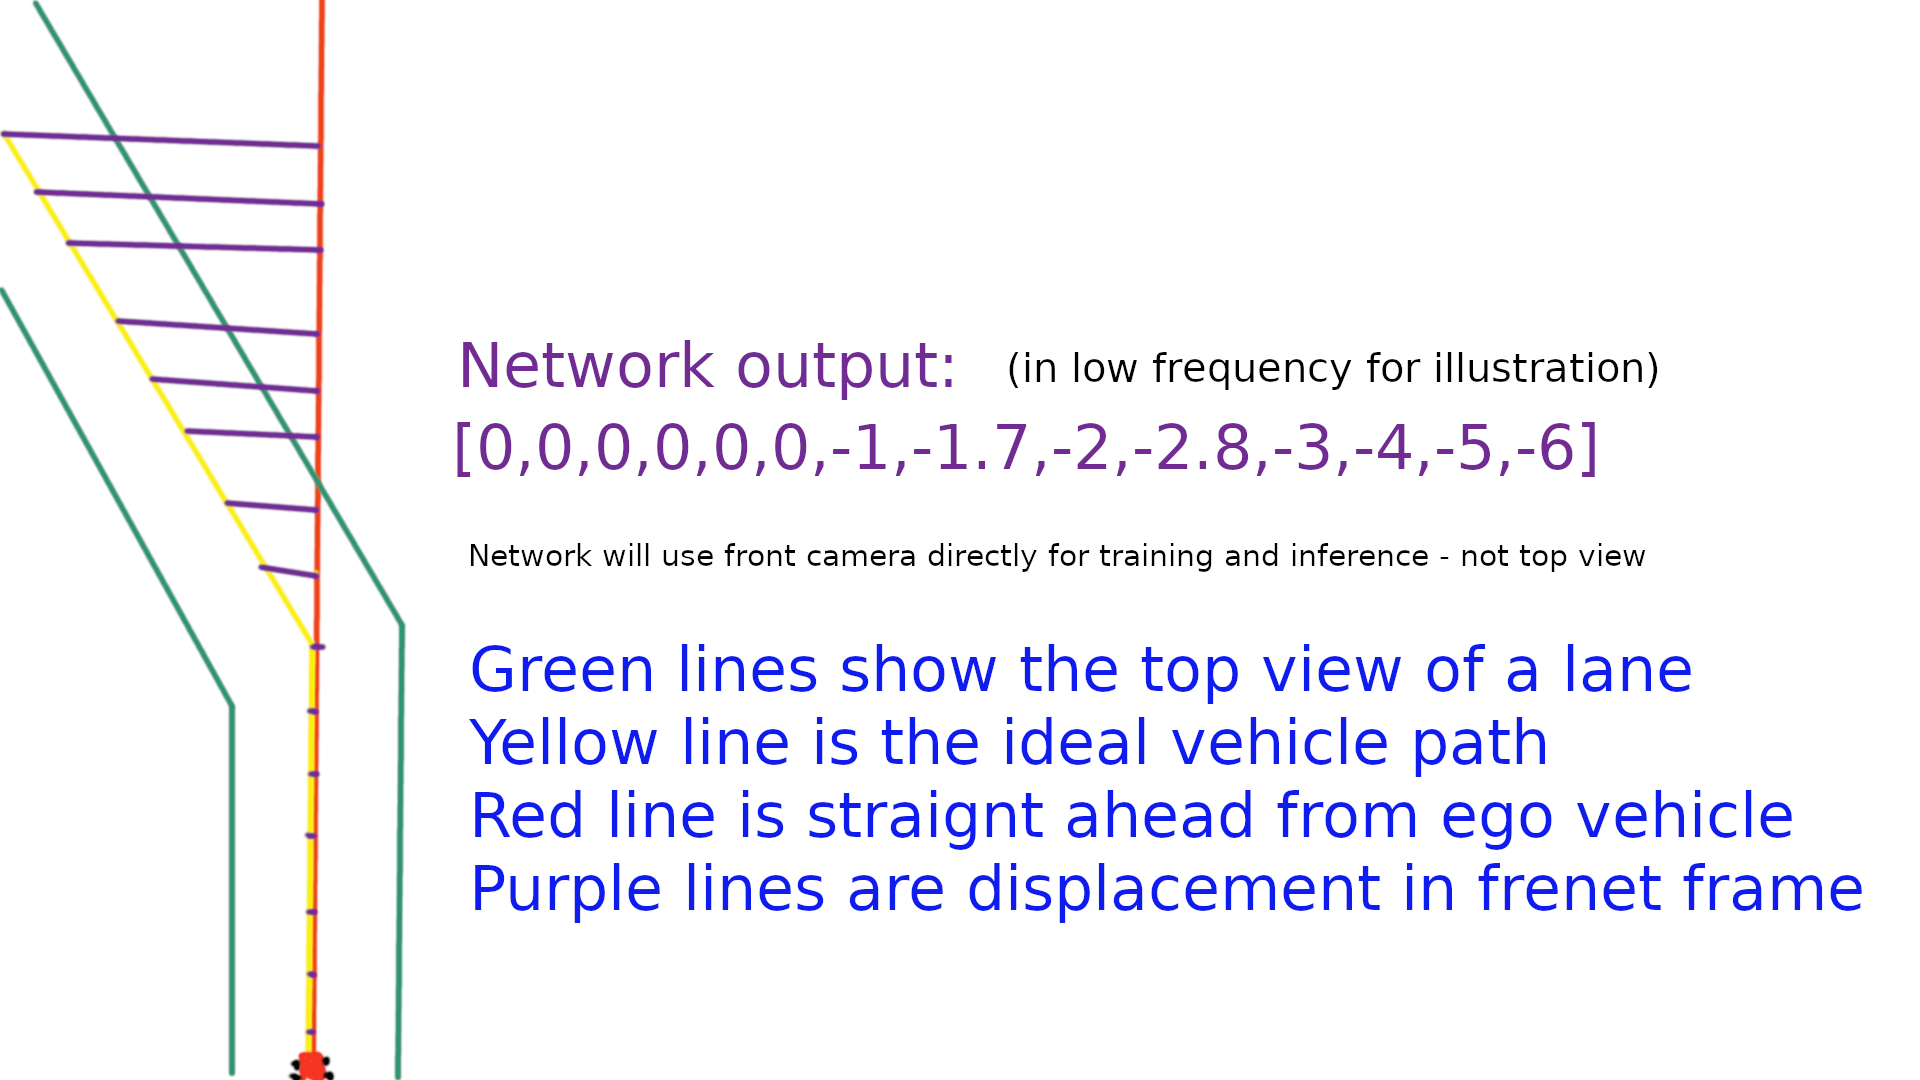 Network output: (in low frequency for illustration)
[0,0,0,0,0,0,-1,-1.7,-2,-2.8,-3,-4,-5,-6]
Network will use front camera directly for training and inference - not top view
Green lines show the top view of a lane
Yellow line is the ideal vehicle path
Red line is straignt ahead from ego vehicle
Purple lines are displacement in frenet frame